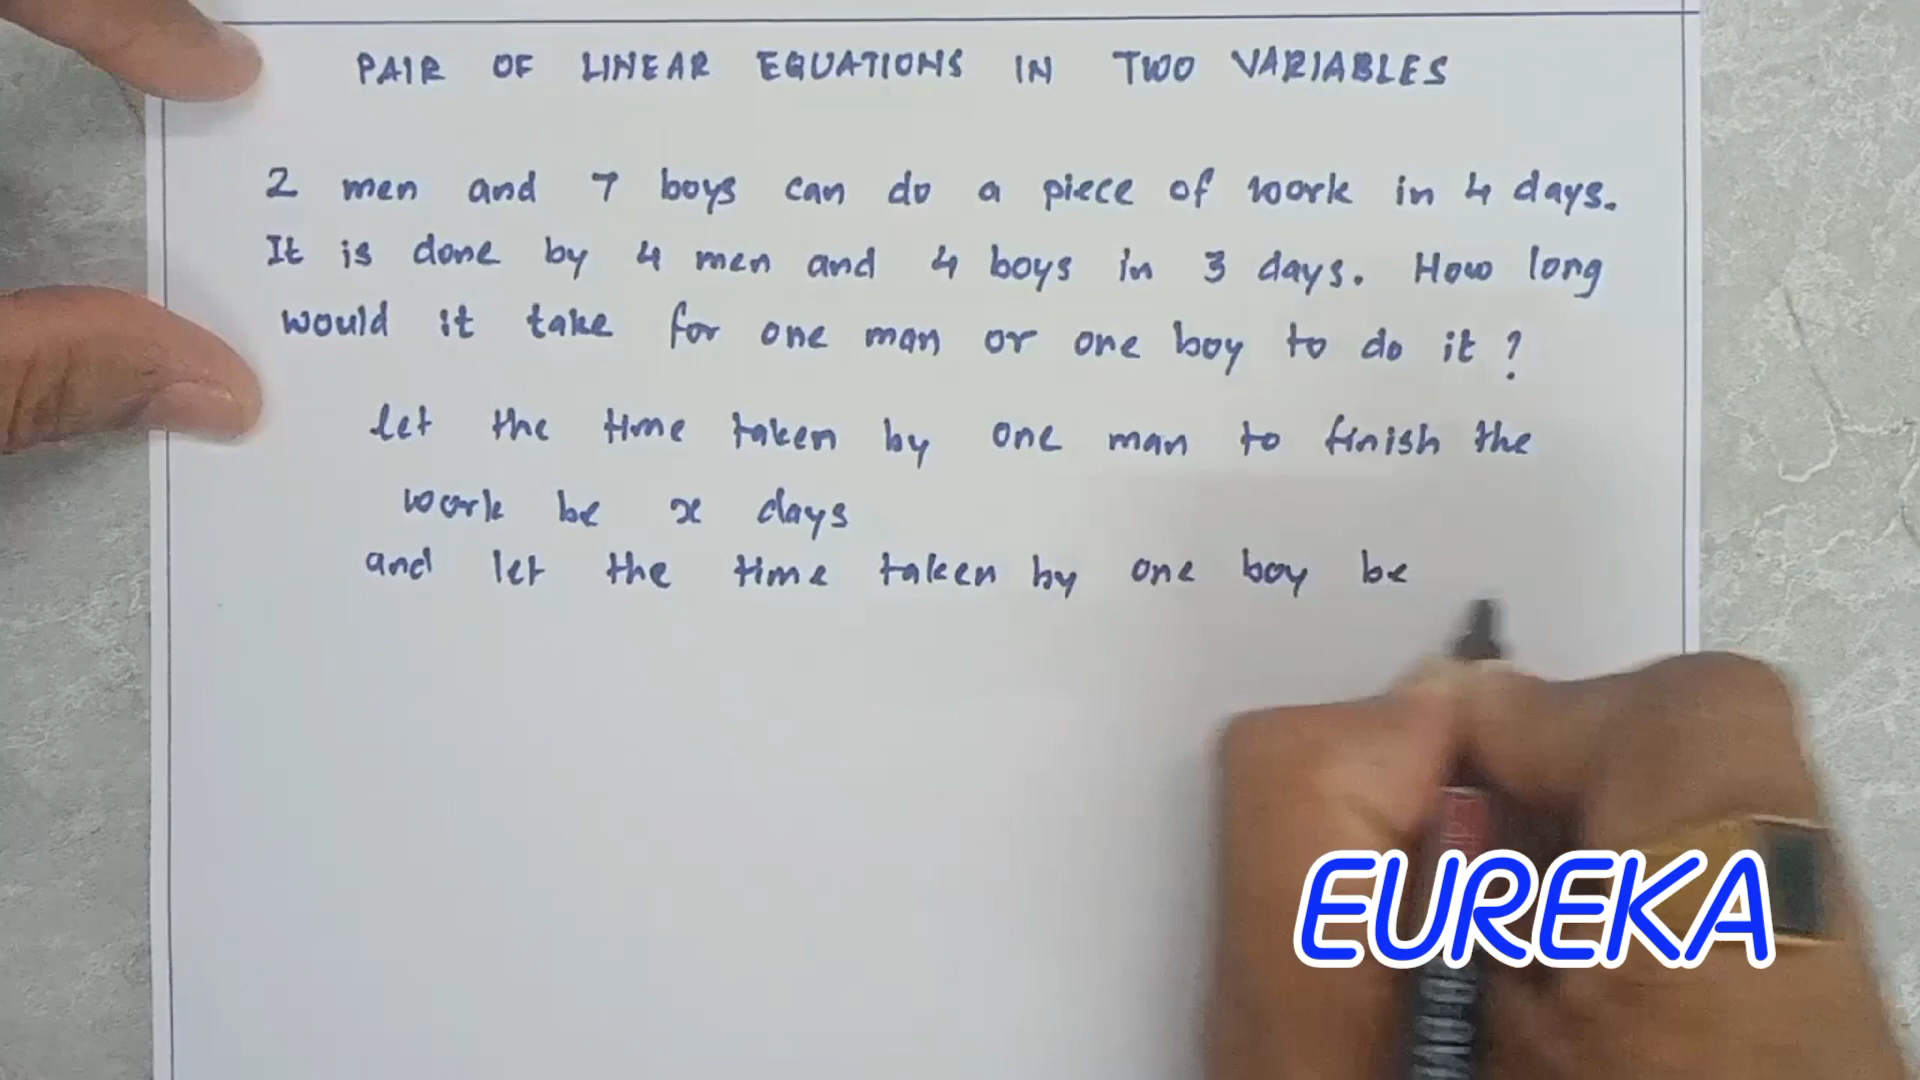 PAIR OF LINEAR EQUATIONS IN TWO VARIABLES
2 men and 7 boys can do a piece of work in 4 days.
It is done by 4 men and 4 boys in 3 days. How long
would it take for one man or one boy to do it ?
let the time taken by one man to finish the
work be x days
and let the time taken by one boy be
EUREKA